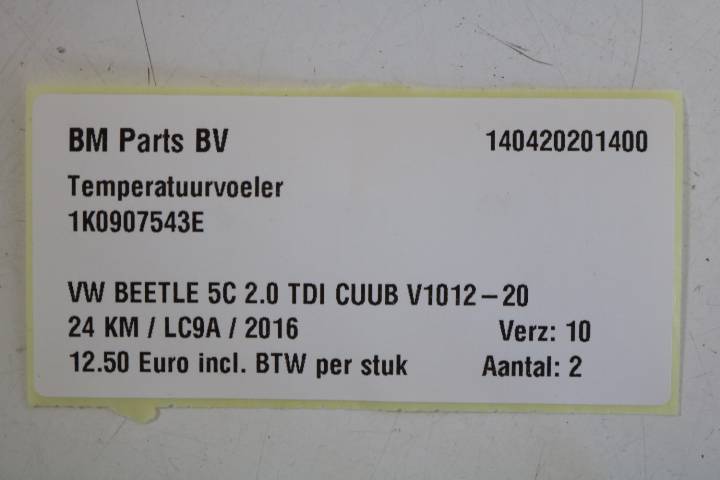 BM Parts BV 140420201400
Temperatuurvoeler
1K0907543E
VW BEETLE 5C 2.0 TDI CUUB V1012-20
24 KM / LC9A / 2016 Verz: 10
12.50 Euro incl. BTW per stuk Aantal: 2